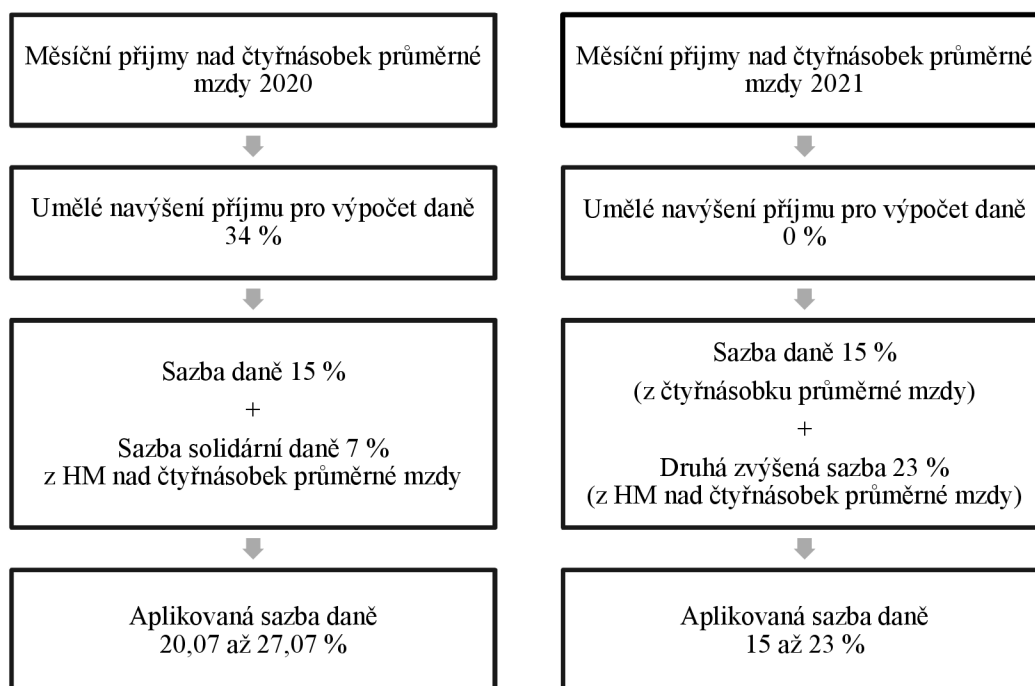 Měsíční přijmy nad čtyřnásobek průměrné
mzdy 2020
Umělé navýšení příjmu pro výpočet daně
34 %
Sazba daně 15 %
+
Sazba solidární daně 7 %
z HM nad čtyřnásobek průměrné mzdy
Aplikovaná sazba daně
20,07 až 27,07 %
Měsíční přijmy nad čtyřnásobek průměrné
mzdy 2021
Umělé navýšení příjmu pro výpočet daně
0 %
Sazba daně 15 %
(z čtyřnásobku průměrné mzdy)
+
Druhá zvýšená sazba 23 %
(z HM nad čtyřnásobek průměrné mzdy)
Aplikovaná sazba daně
15 až 23 %